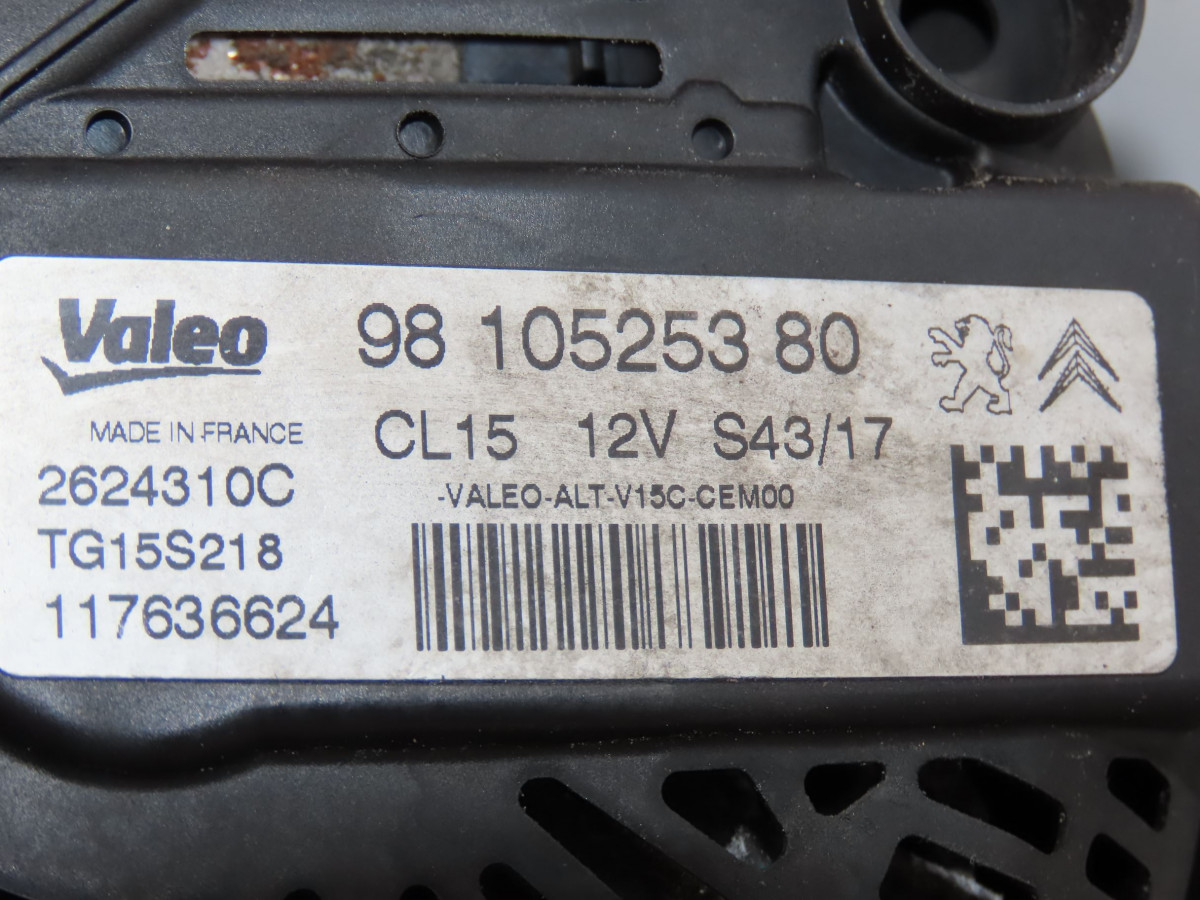 Valeo 98 105253 80
MADE IN FRANCE CL15 12V S43/17
2624310C -VALEO-ALT-V15C-CEM00
TG15S218
117636624